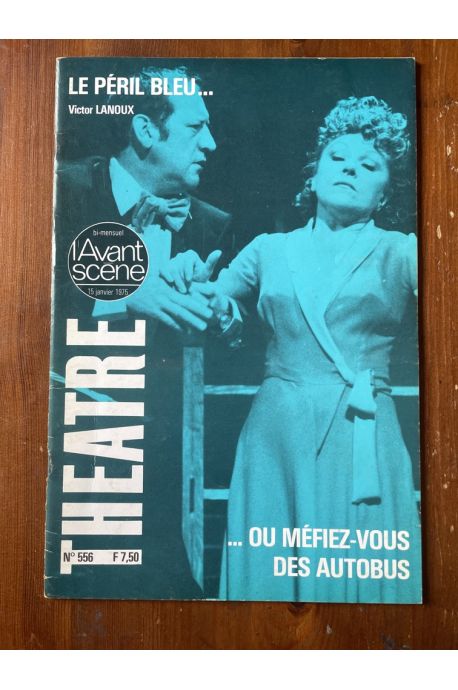 LE PÉRIL BLEU...
Victor LANOUX
bi-mensuel
l'Avant
scène
15 janvier 1975
THEATRE
N° 556 F 7,50
... OU MÉFIEZ-VOUS
DES AUTOBUS